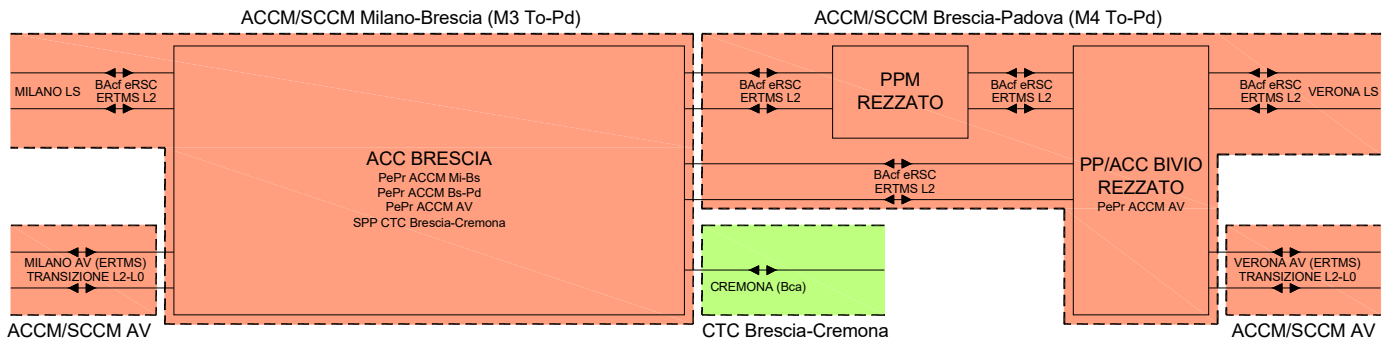 ACCM/SCCM Milano-Brescia (M3 To-Pd)
ACCM/SCCM Brescia-Padova (M4 To-Pd)
MILANO LS
BAcf eRSC
ERTMS L2
ACC BRESCIA
PePr ACCM Mi-Bs
PePr ACCM Bs-Pd
PePr ACCM AV
SPP CTC Brescia-Cremona
BAcf eRSC
ERTMS L2
PPM
REZZATO
BAcf eRSC
ERTMS L2
BAcf eRSC
ERTMS L2
PP/ACC BIVIO
REZZATO
PePr ACCM AV
BAcf eRSC
ERTMS L2
VERONA LS
MILANO AV (ERTMS)
TRANSIZIONE L2-L0
CREMONA (Bca)
VERONA AV (ERTMS)
TRANSIZIONE L2-L0
ACCM/SCCM AV
CTC Brescia-Cremona
ACCM/SCCM AV